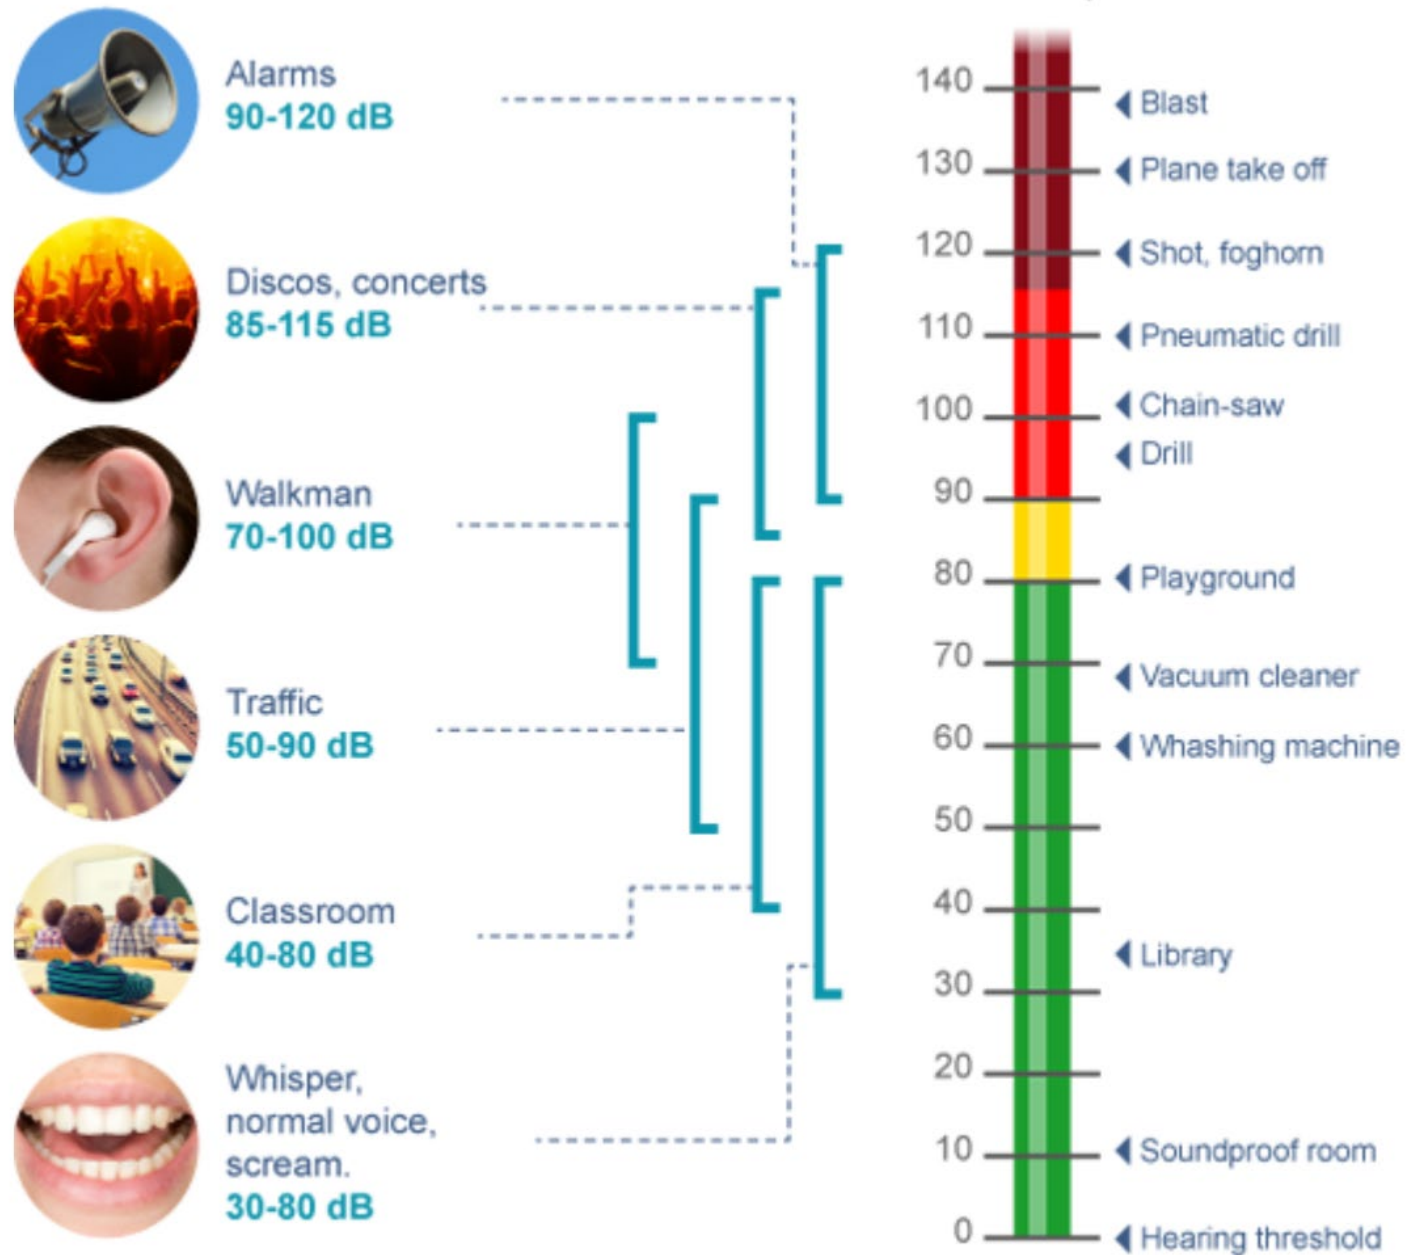 Alarms
90-120 dB
Discos, concerts
85-115 dB
Walkman
70-100 dB
Traffic
50-90 dB
Classroom
40-80 dB
Whisper,
normal voice,
scream.
30-80 dB
140
Blast
130
Plane take off
120
Shot, foghorn
110
Pneumatic drill
100
Chain-saw
Drill
90
80
Playground
70
Vacuum cleaner
60
Whashing machine
50
40
Library
30
20
10
Soundproof room
0
Hearing threshold